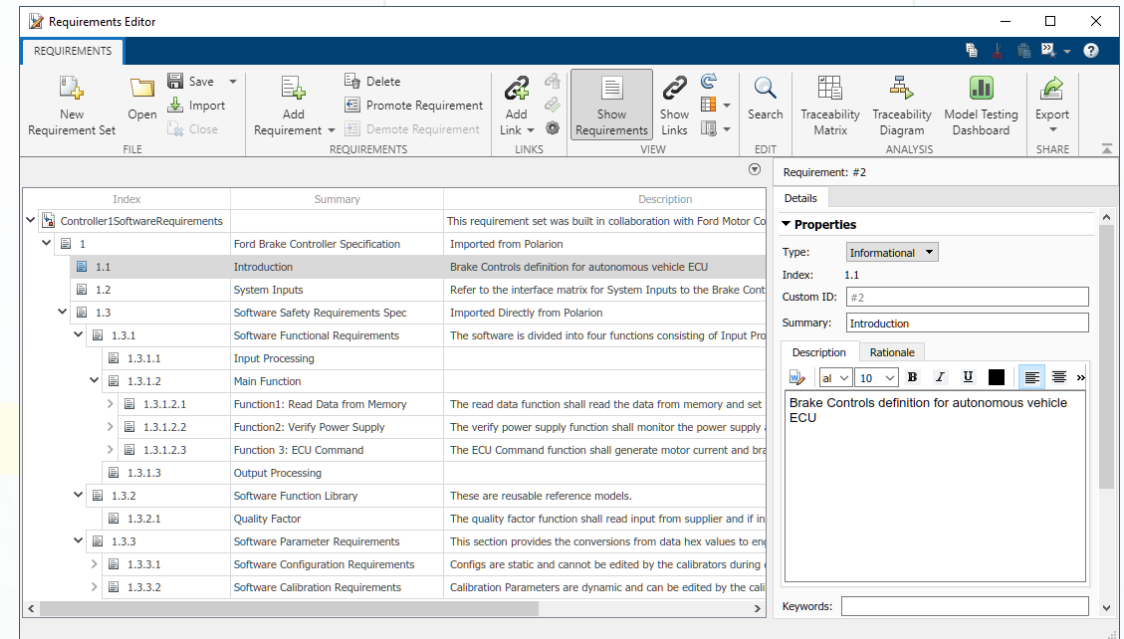 Requirements Editor
REQUIREMENTS
New Requirement Set
Open
Save
Import
Close
FILE
Add Requirement
Delete
Promote Requirement
Demote Requirement
REQUIREMENTS
Add Link
LINKS
Show Requirements
Show Links
VIEW
Search
EDIT
Traceability Matrix
Traceability Diagram
Model Testing Dashboard
ANALYSIS
Export
SHARE
Index Summary Description
Controller1SoftwareRequirements This requirement set was built in collaboration with Ford Motor Co
1 Ford Brake Controller Specification Imported from Polarion
1.1 Introduction Brake Controls definition for autonomous vehicle ECU
1.2 System Inputs Refer to the interface matrix for System Inputs to the Brake Cont
1.3 Software Safety Requirements Spec Imported Directly from Polarion
1.3.1 Software Functional Requirements The software is divided into four functions consisting of Input Pro
1.3.1.1 Input Processing
1.3.1.2 Main Function
1.3.1.2.1 Function1: Read Data from Memory The read data function shall read the data from memory and set
1.3.1.2.2 Function2: Verify Power Supply The verify power supply function shall monitor the power supply
1.3.1.2.3 Function 3: ECU Command The ECU Command function shall generate motor current and bra
1.3.1.3 Output Processing
1.3.2 Software Function Library These are reusable reference models.
1.3.2.1 Quality Factor The quality factor function shall read input from supplier and if in
1.3.3 Software Parameter Requirements This section provides the conversions from data hex values to en
1.3.3.1 Software Configuration Requirements Configs are static and cannot be edited by the calibrators during
1.3.3.2 Software Calibration Requirements Calibration Parameters are dynamic and can be edited by the cali
Requirement: #2
Details
Properties
Type: Informational
Index: 1.1
Custom ID: #2
Summary: Introduction
Description Rationale
al 10 B I U »
Brake Controls definition for autonomous vehicle
ECU
Keywords: